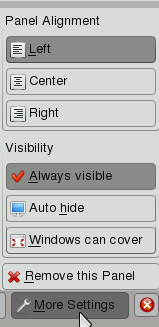 Panel Alignment
Left
Center
Right
Visibility
Always visible
Auto hide
Windows can cover
Remove this Panel
More Settings